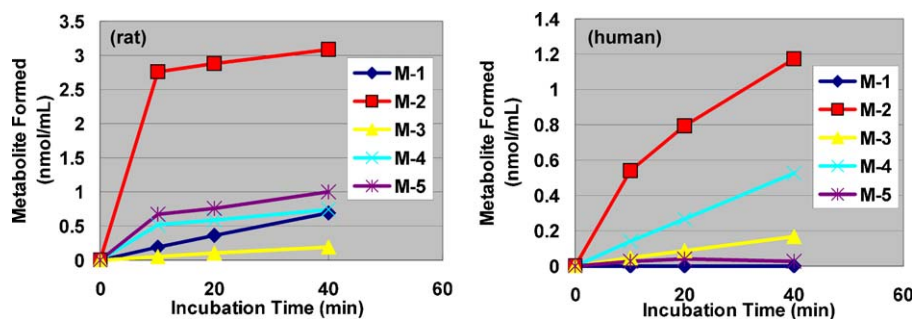 (rat)
Metabolite Formed
(nmol/mL)
3.5
3
2.5
2
1.5
1
0.5
0
M-1
M-2
M-3
M-4
M-5
0
20
40
60
Incubation Time (min)
(human)
Metabolite Formed
(nmol/mL)
1.4
1.2
1
0.8
0.6
0.4
0.2
0
M-1
M-2
M-3
M-4
M-5
0
20
40
60
Incubation Time (min)